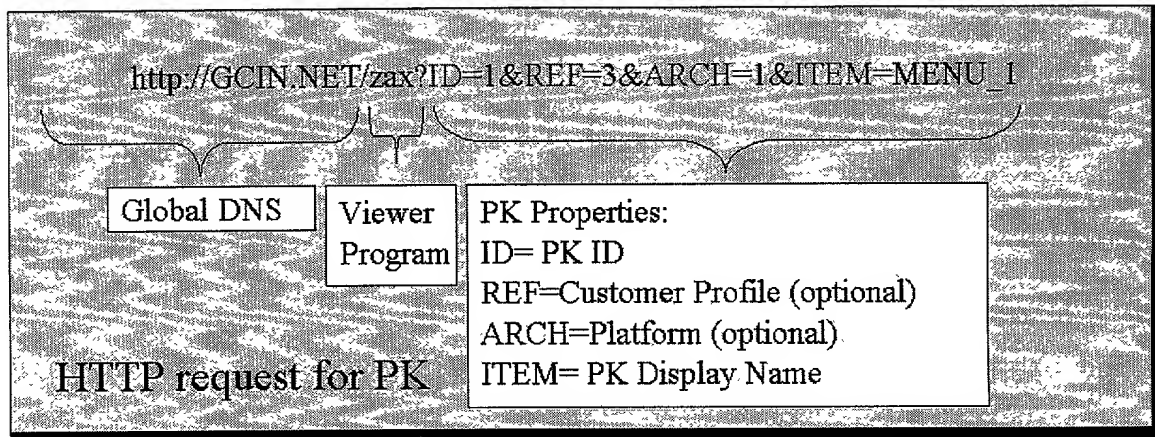 http://GCIN.NET/zax?ID=1&REF=3&ARCH=1&ITEM=MENU_1
Global DNS
Viewer
Program
PK Properties:
ID= PK ID
REF=Customer Profile (optional)
ARCH=Platform (optional)
ITEM= PK Display Name
HTTP request for PK